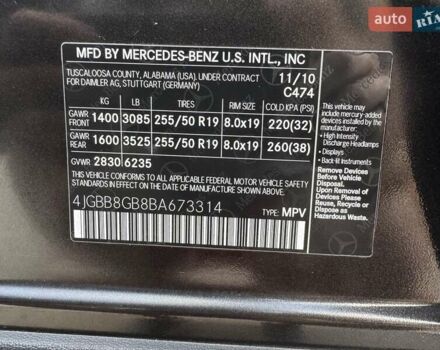 MFD BY MERCEDES-BENZ U.S. INTL., INC
TUSCALOOSA COUNTY, ALABAMA (USA). UNDER CONTRACT 11/10
FOR DAIMLER AG, STUTTGART (GERMANY) C474
KG LB TIRES RIM SIZE COLD KPA (PSI)
GAWR FRONT 1400 3085 255/50 R19 8.0x19 220(32)
GAWR REAR 1600 3525 255/50 R19 8.0x19 260(38)
GVWR 2830 6235
THIS VEHICLE CONFORMS TO ALL APPLICABLE FEDERAL MOTOR VEHICLE SAFETY
STANDARDS IN EFFECT ON THE DATE OF MANUFACTURE SHOWN ABOVE.
4JGBB8GB8BA673314
TYPE: MPV
This vehicle may
include mercury added
devices installed by the
manufacturer:
• High Intensity
Discharge Headlamps
• Displays
• Back-lit Instruments
Remove Devices
Before Vehicle
Disposal.
Upon Removal of
Devices Please
Reuse, Recycle
or Dispose as
Hazardous Waste.
AUTO
RIA